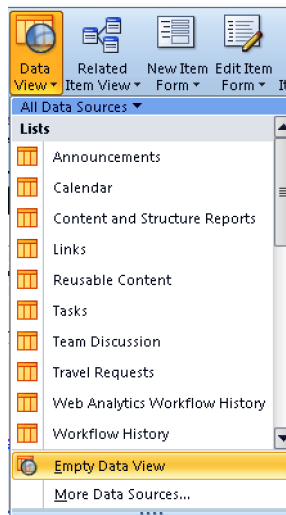 Data Related New Item Edit Item
View Item View Form Form It
All Data Sources
Lists
Announcements
Calendar
Content and Structure Reports
Links
Reusable Content
Tasks
Team Discussion
Travel Requests
Web Analytics Workflow History
Workflow History
Empty Data View
More Data Sources...